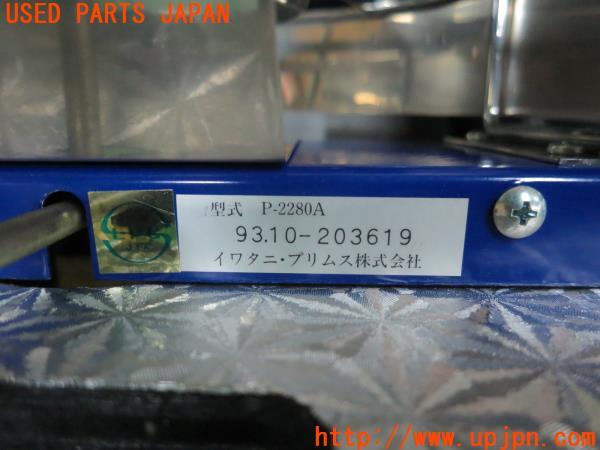 USED PARTS JAPAN
型式 P-2280A
93.10-203619
イワタニ・プリムス株式会社
http://www.upjpn.com/